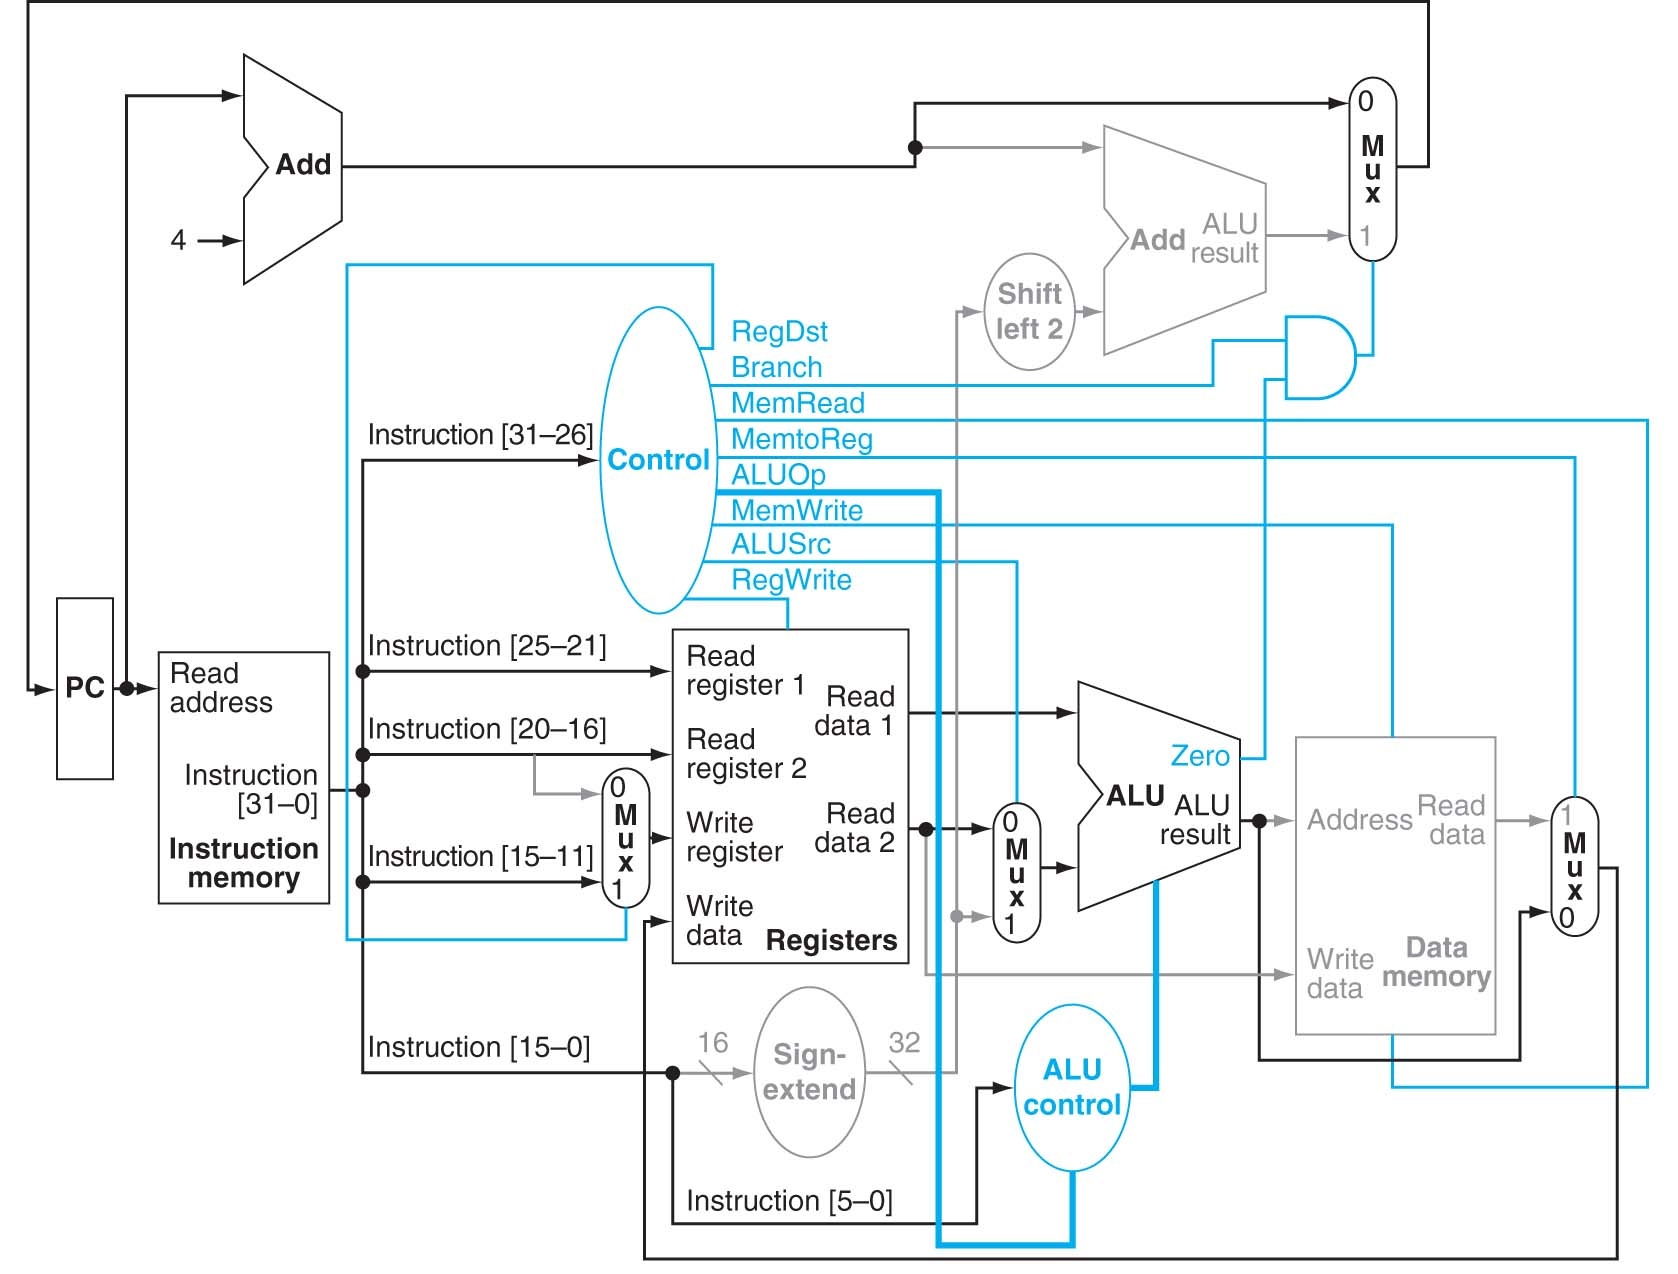 0
M
u
x
1
Add
4
Add
ALU
result
Shift
left 2
RegDst
Branch
MemRead
MemtoReg
ALUOp
MemWrite
ALUSrc
RegWrite
Control
Instruction [31–26]
Instruction [25–21]
Instruction [20–16]
Instruction [15–11]
Instruction [15–0]
Instruction [5–0]
PC
Read
address
Instruction
[31–0]
Instruction
memory
0
M
u
x
1
Read
register 1
Read
register 2
Write
register
Write
data
Read
data 1
Read
data 2
Registers
0
M
u
x
1
Zero
ALU
ALU
result
Address
Read
data
Write
data
Data
memory
1
M
u
x
0
16
Sign-
extend
32
ALU
control